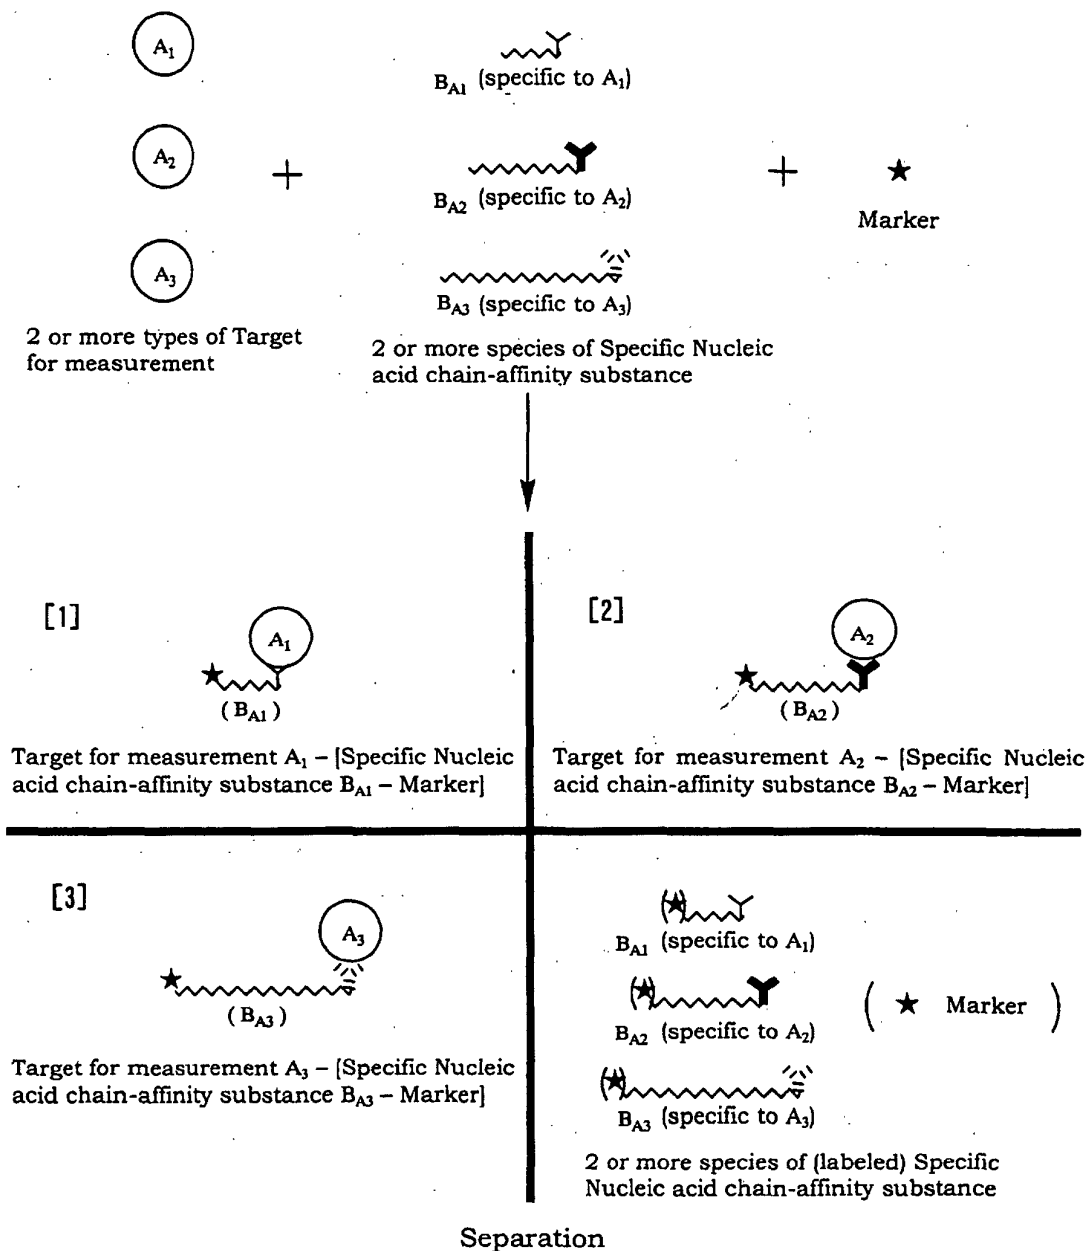 A1
A2
A3
2 or more types of Target
for measurement
+
BA1 (specific to A1)
BA2 (specific to A2)
BA3 (specific to A3)
2 or more species of Specific Nucleic
acid chain-affinity substance
+
★
Marker
[1]
A1
★
(BA1)
Target for measurement A1 – [Specific Nucleic
acid chain-affinity substance BA1 – Marker]
[2]
A2
★
(BA2)
Target for measurement A2 – [Specific Nucleic
acid chain-affinity substance BA2 – Marker]
[3]
A3
★
(BA3)
Target for measurement A3 – [Specific Nucleic
acid chain-affinity substance BA3 – Marker]
(★)
BA1 (specific to A1)
(★)
BA2 (specific to A2)
(★)
BA3 (specific to A3)
( ★ Marker )
2 or more species of (labeled) Specific
Nucleic acid chain-affinity substance
Separation